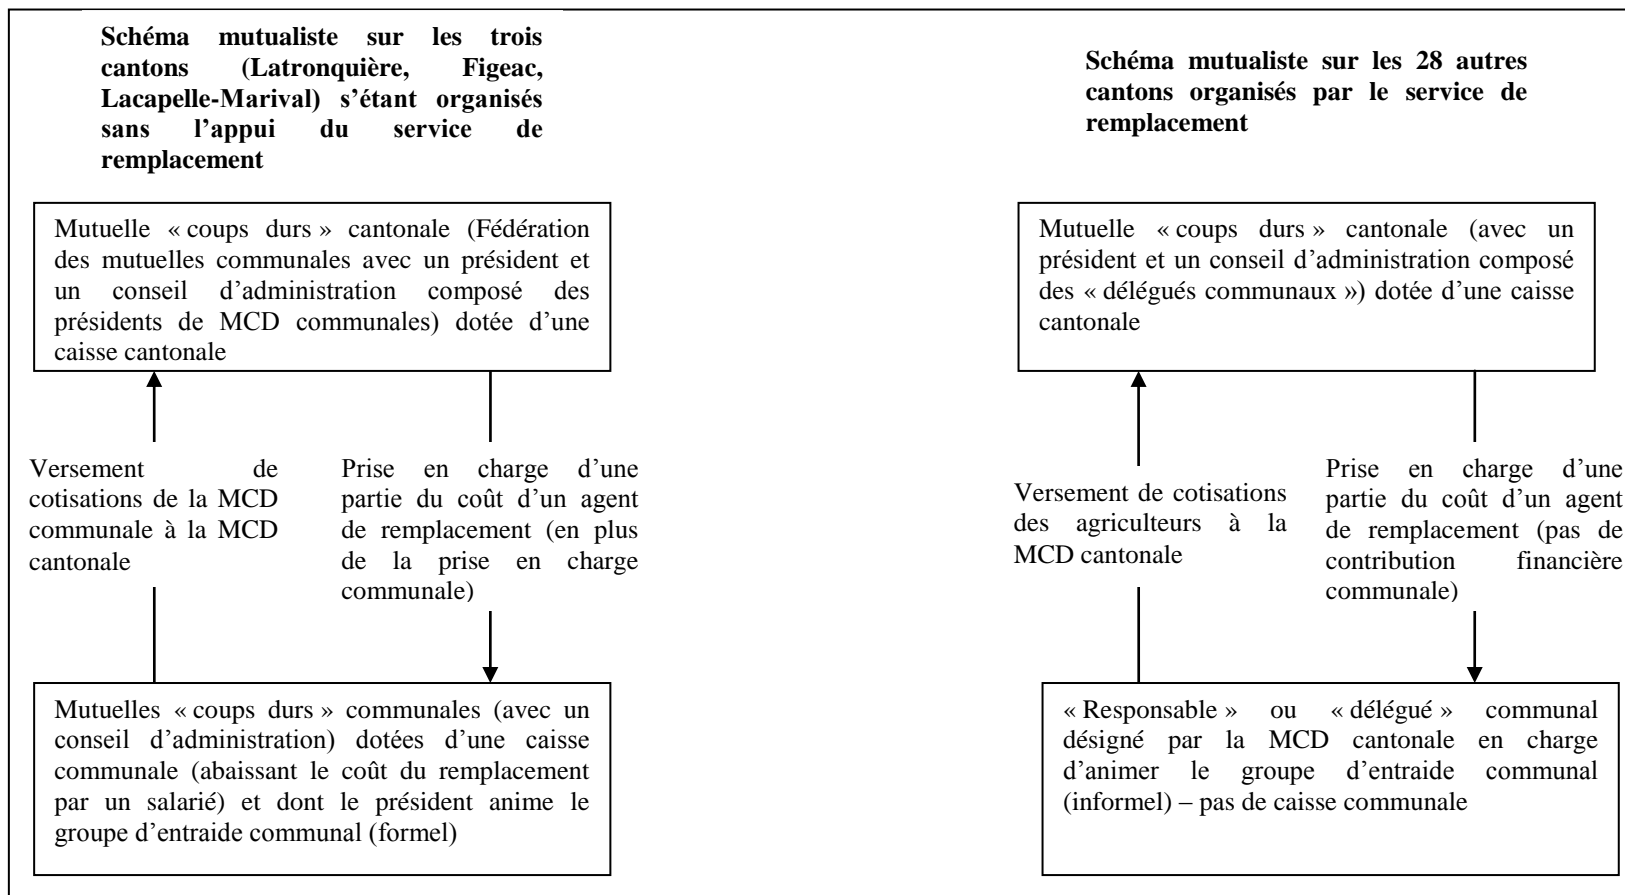 Schéma mutualiste sur les trois
cantons (Latronquière, Figeac,
Lacapelle-Marival) s’étant organisés
sans l’appui du service de
remplacement
Mutuelle « coups durs » cantonale (Fédération
des mutuelles communales avec un président et
un conseil d’administration composé des
présidents de MCD communales) dotée d’une
caisse cantonale
Versement de
cotisations de la MCD
communale à la MCD
cantonale
Prise en charge d’une
partie du coût d’un agent
de remplacement (en plus
de la prise en charge
communale)
Mutuelles « coups durs » communales (avec un
conseil d’administration) dotées d’une caisse
communale (abaissant le coût du remplacement
par un salarié) et dont le président anime le
groupe d’entraide communal (formel)
Schéma mutualiste sur les 28 autres
cantons organisés par le service de
remplacement
Mutuelle « coups durs » cantonale (avec un
président et un conseil d’administration composé
des « délégués communaux ») dotée d’une caisse
cantonale
Versement de cotisations
des agriculteurs à la
MCD cantonale
Prise en charge d’une
partie du coût d’un agent
de remplacement (pas de
contribution financière
communale)
« Responsable » ou « délégué » communal
désigné par la MCD cantonale en charge
d’animer le groupe d’entraide communal
(informel) – pas de caisse communale